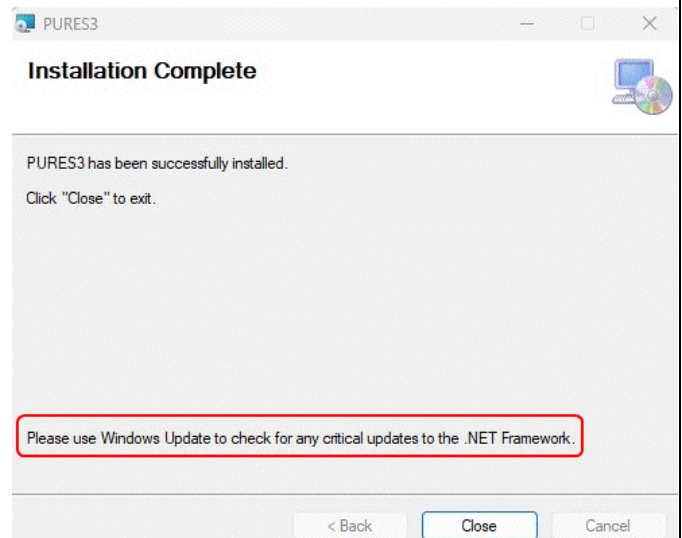 PURES3
Installation Complete
PURES3 has been successfully installed.
Click "Close" to exit.
Please use Windows Update to check for any critical updates to the .NET Framework.
< Back
Close
Cancel